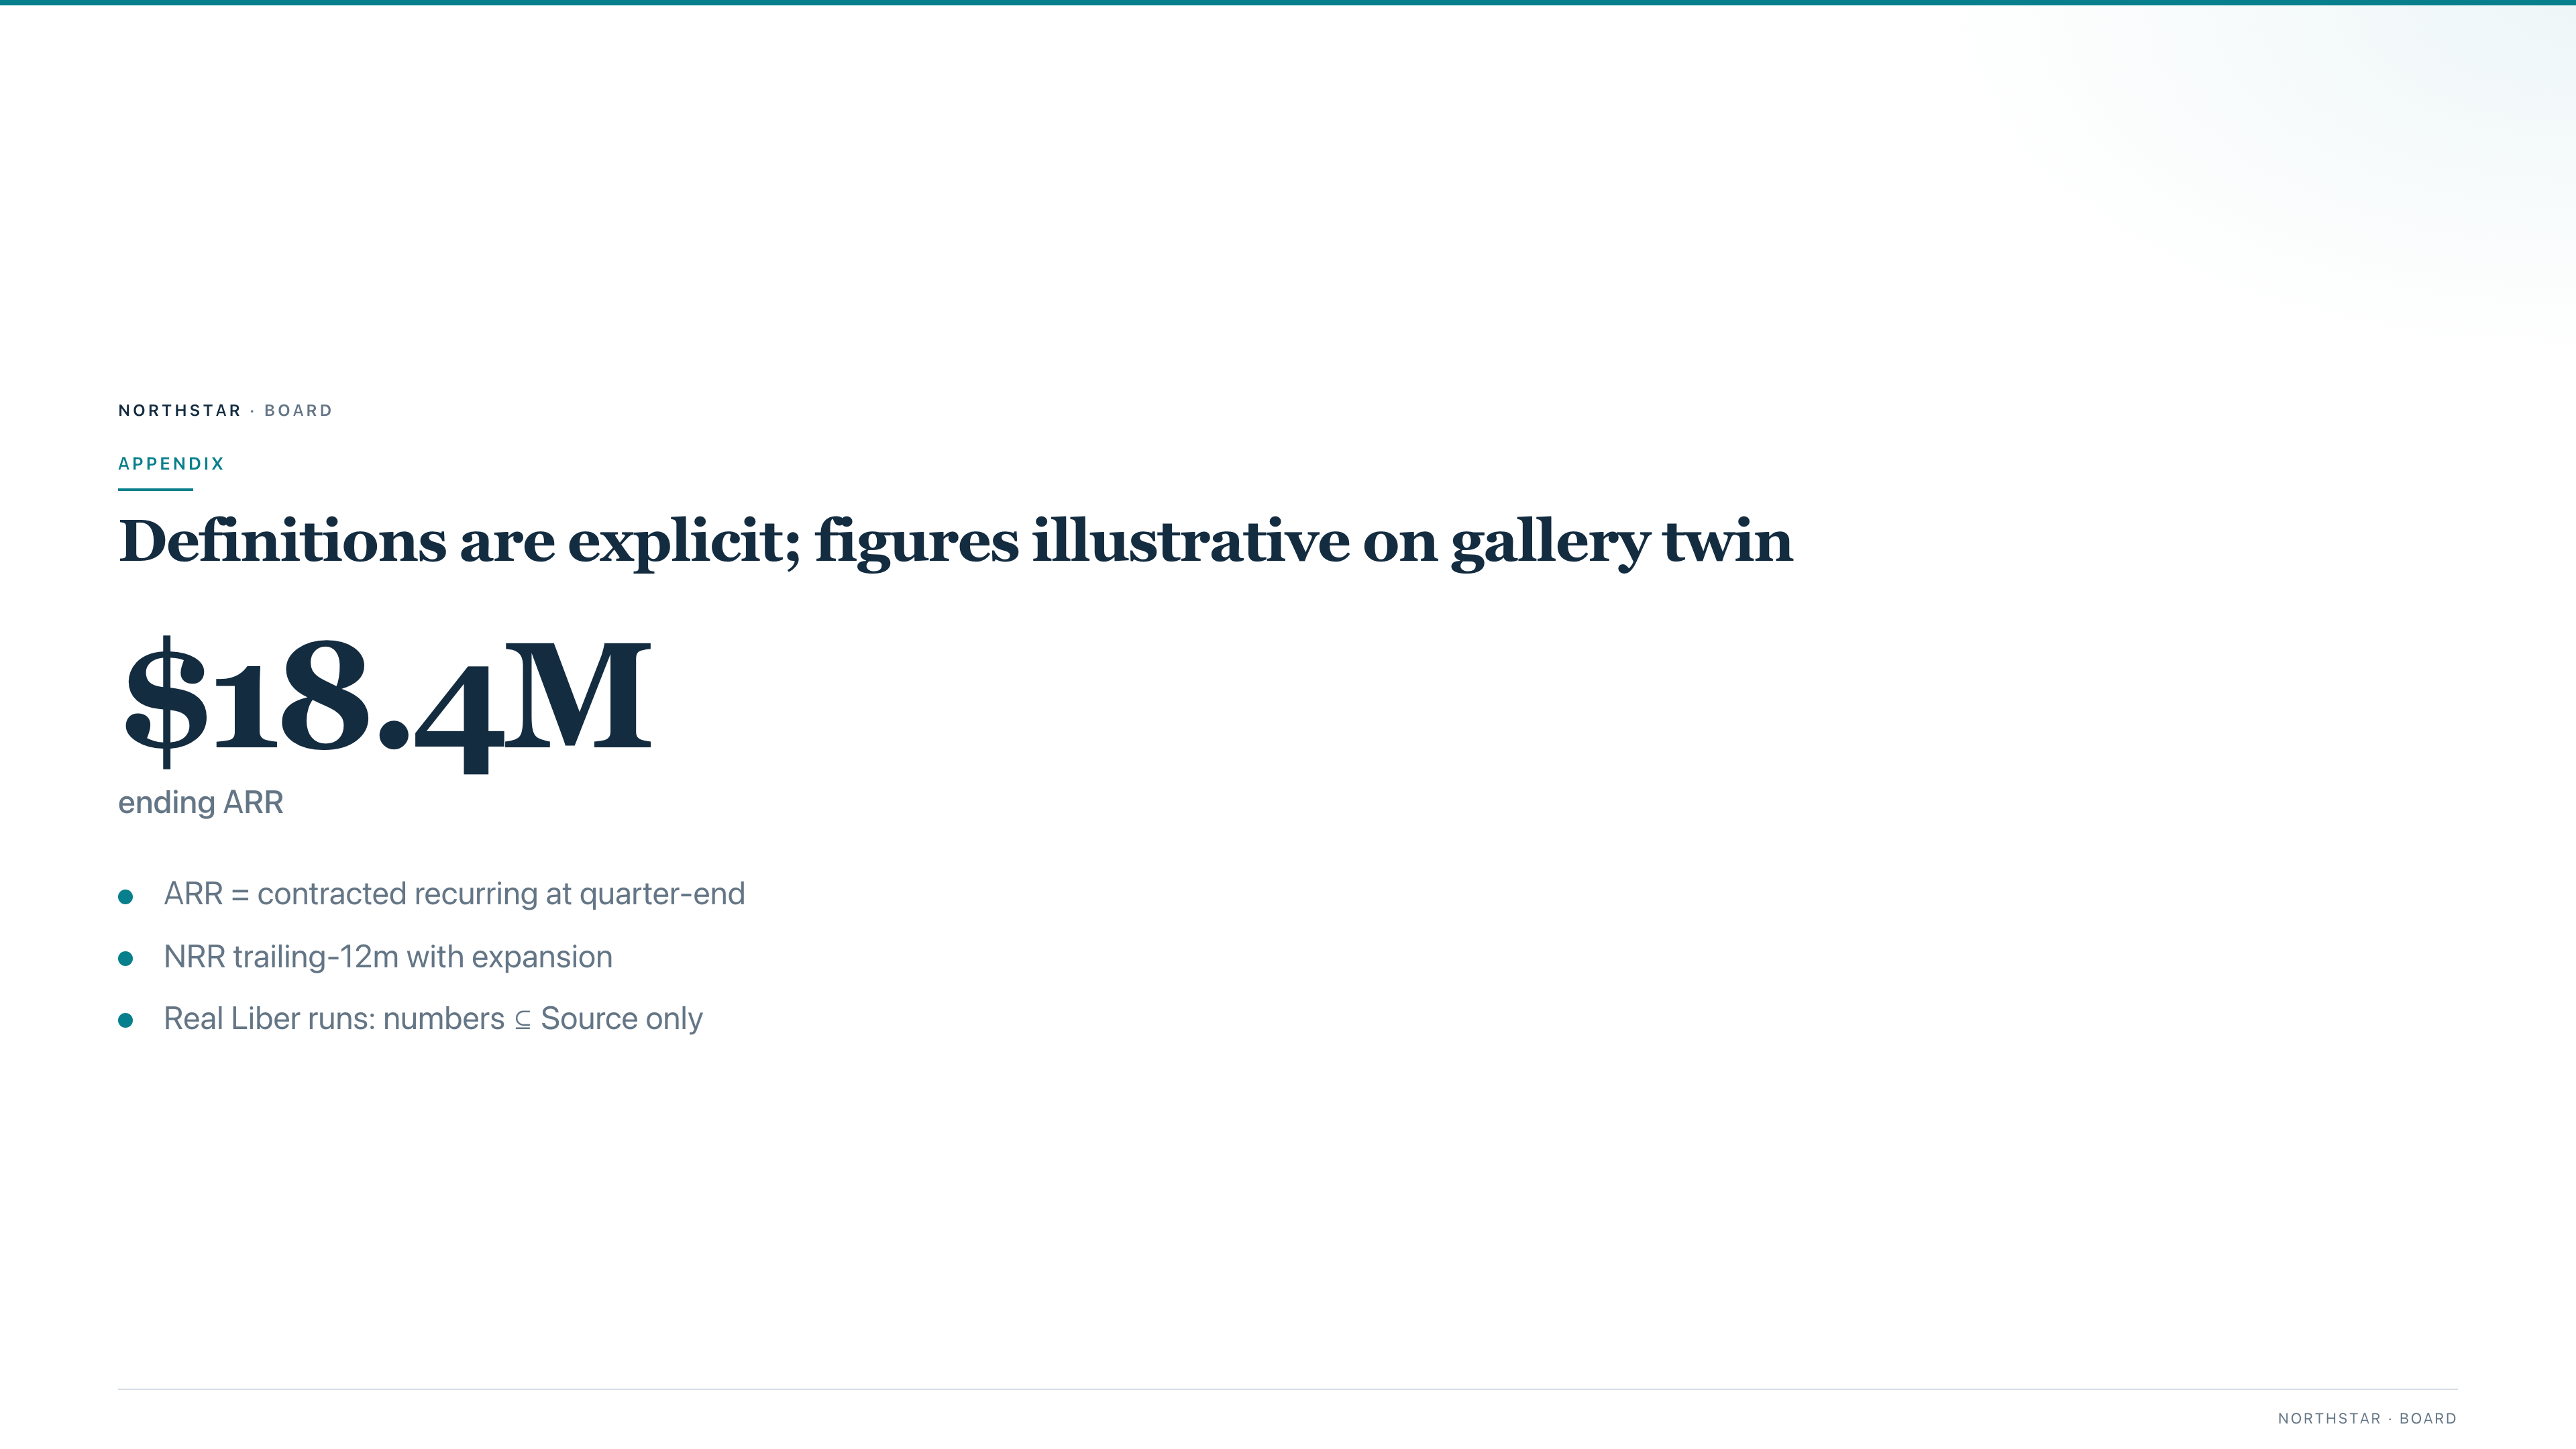 NORTHSTAR · BOARD
APPENDIX
Definitions are explicit; figures illustrative on gallery twin
$18.4M
ending ARR
ARR = contracted recurring at quarter-end
NRR trailing-12m with expansion
Real Liber runs: numbers ⊆ Source only
NORTHSTAR · BOARD